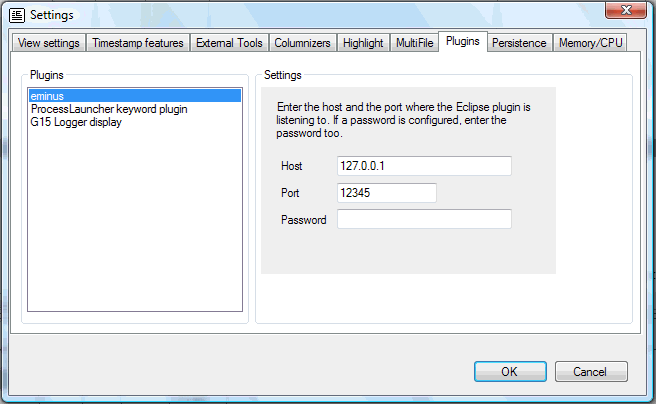 Settings
View settings Timestamp features External Tools Columnizers Highlight MultiFile Plugins Persistence Memory/CPU
Plugins
eminus
ProcessLauncher keyword plugin
G15 Logger display
Settings
Enter the host and the port where the Eclipse plugin is
listening to. If a password is configured, enter the
password too.
Host 127.0.0.1
Port 12345
Password
OK Cancel